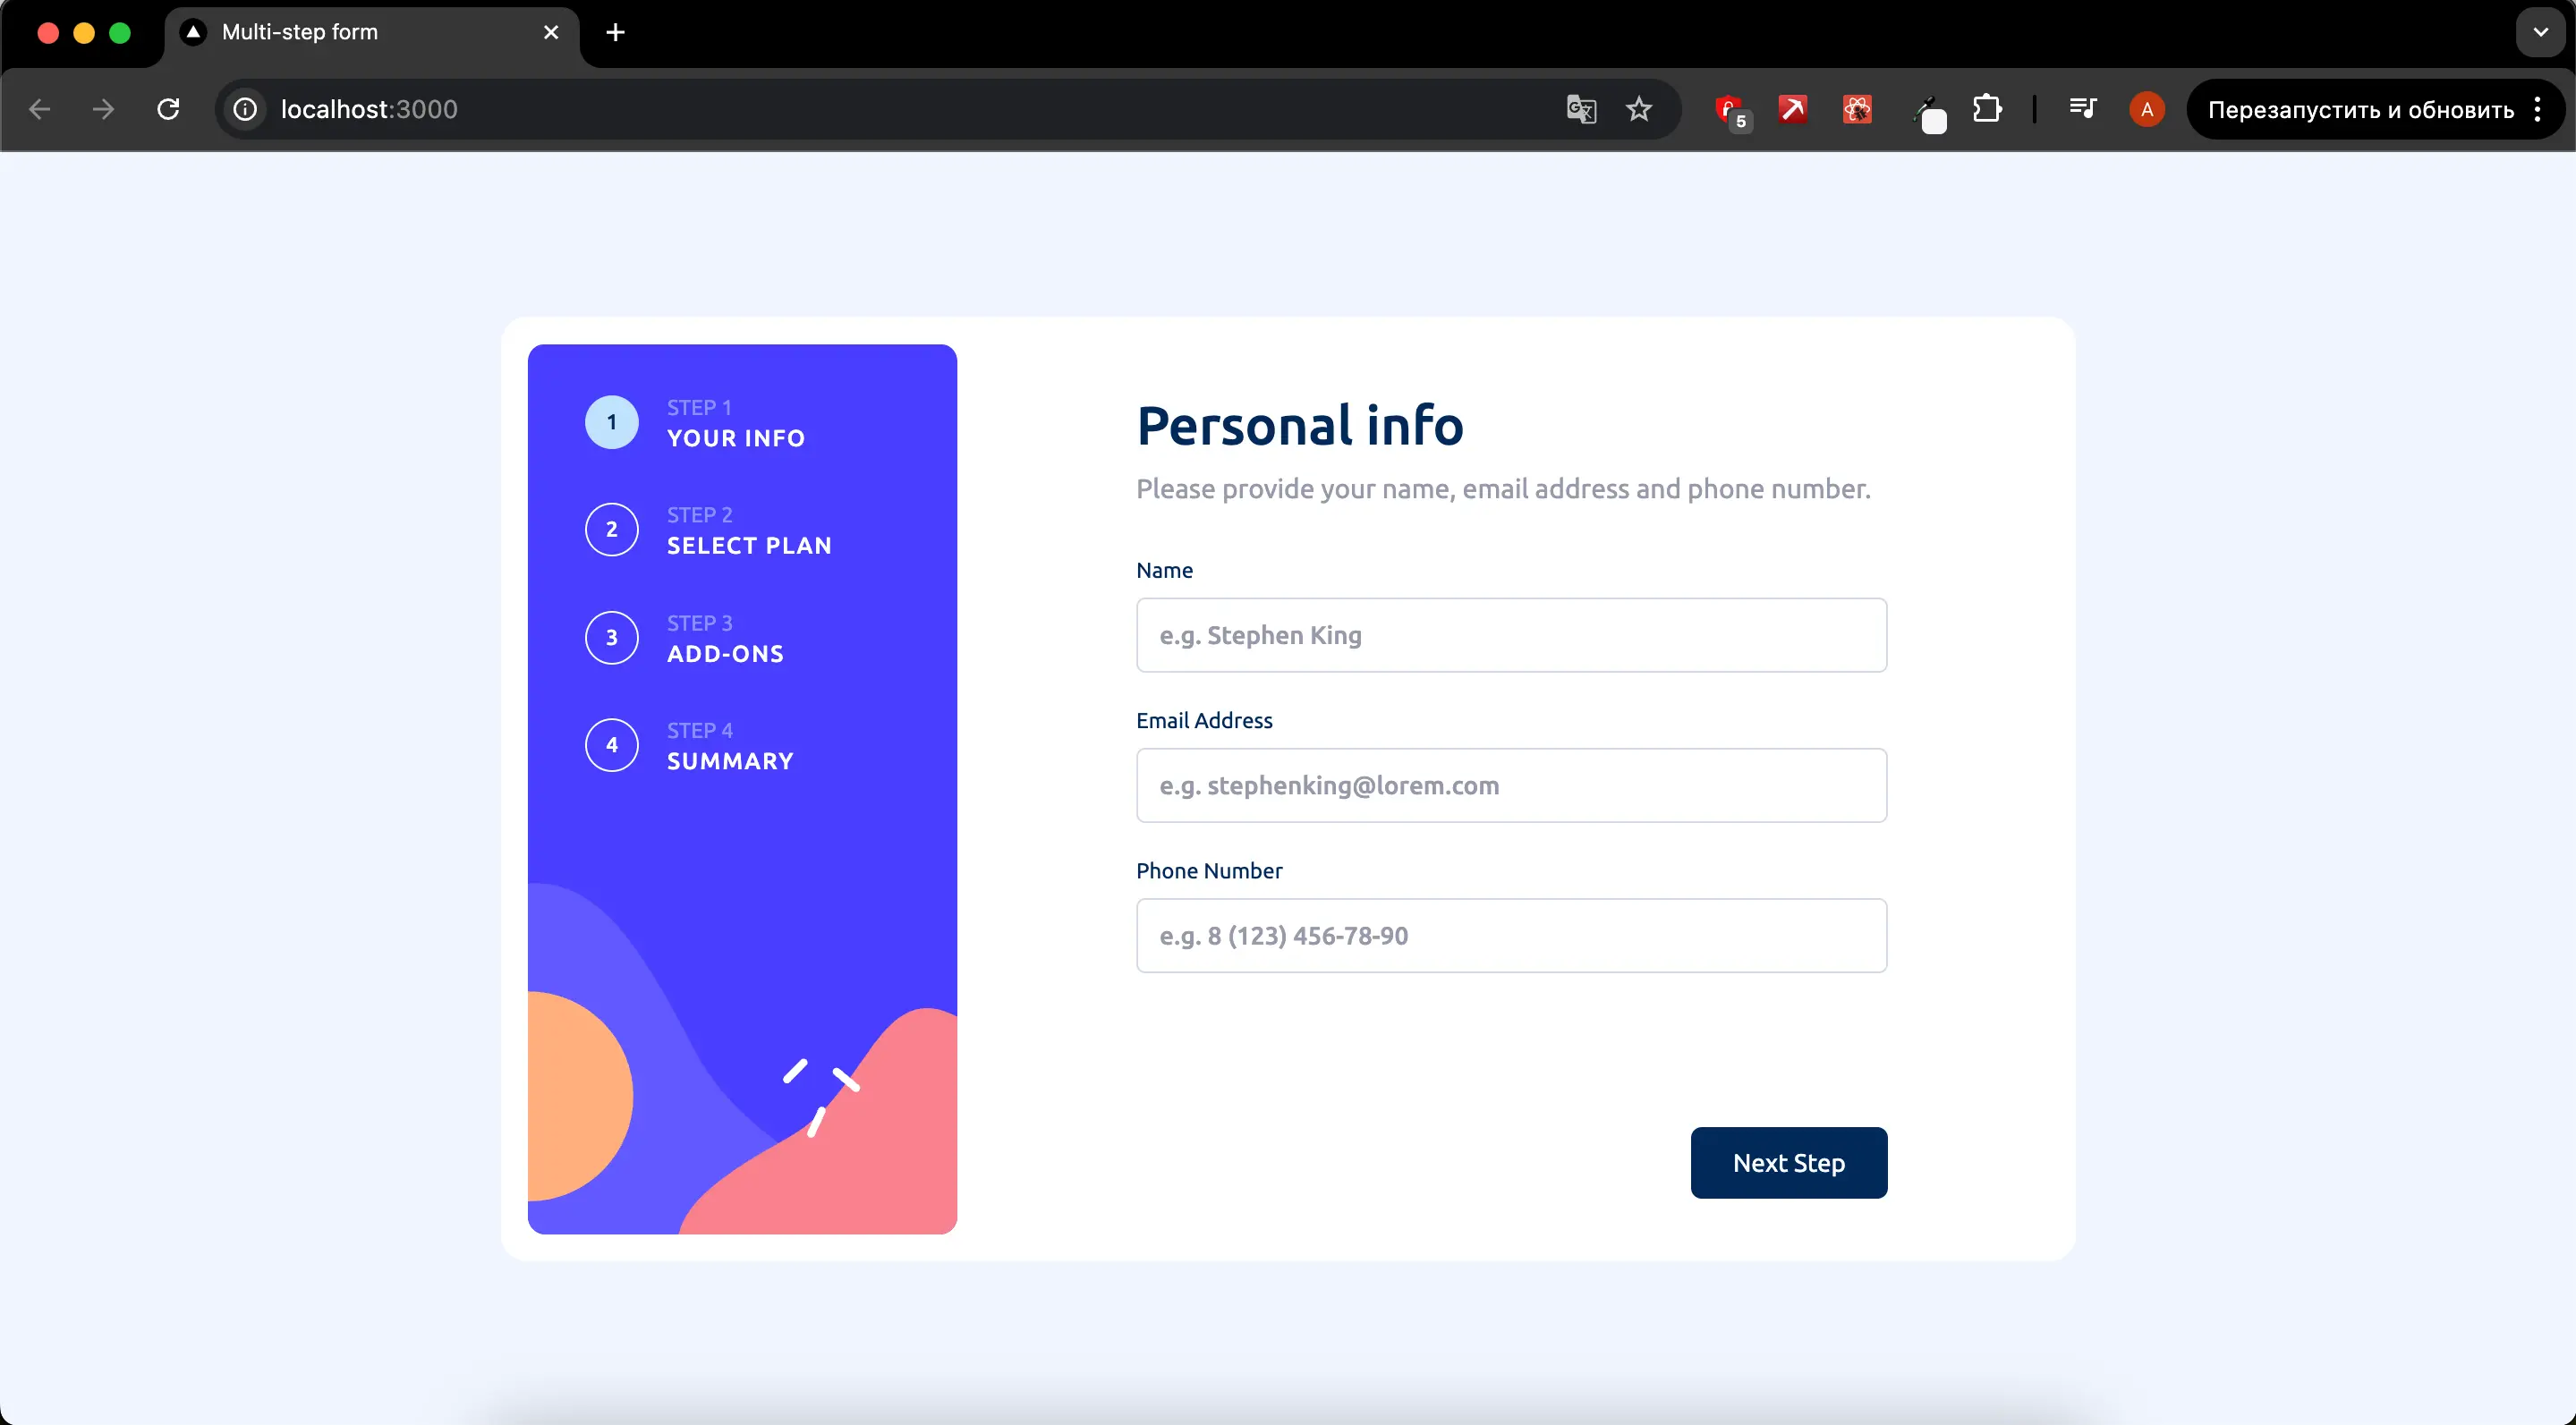 Multi-step form
localhost:3000
5
A
Перезапустить и обновить
1
STEP 1
YOUR INFO
2
STEP 2
SELECT PLAN
3
STEP 3
ADD-ONS
4
STEP 4
SUMMARY
Personal info
Please provide your name, email address and phone number.
Name
e.g. Stephen King
Email Address
e.g. stephenking@lorem.com
Phone Number
e.g. 8 (123) 456-78-90
Next Step